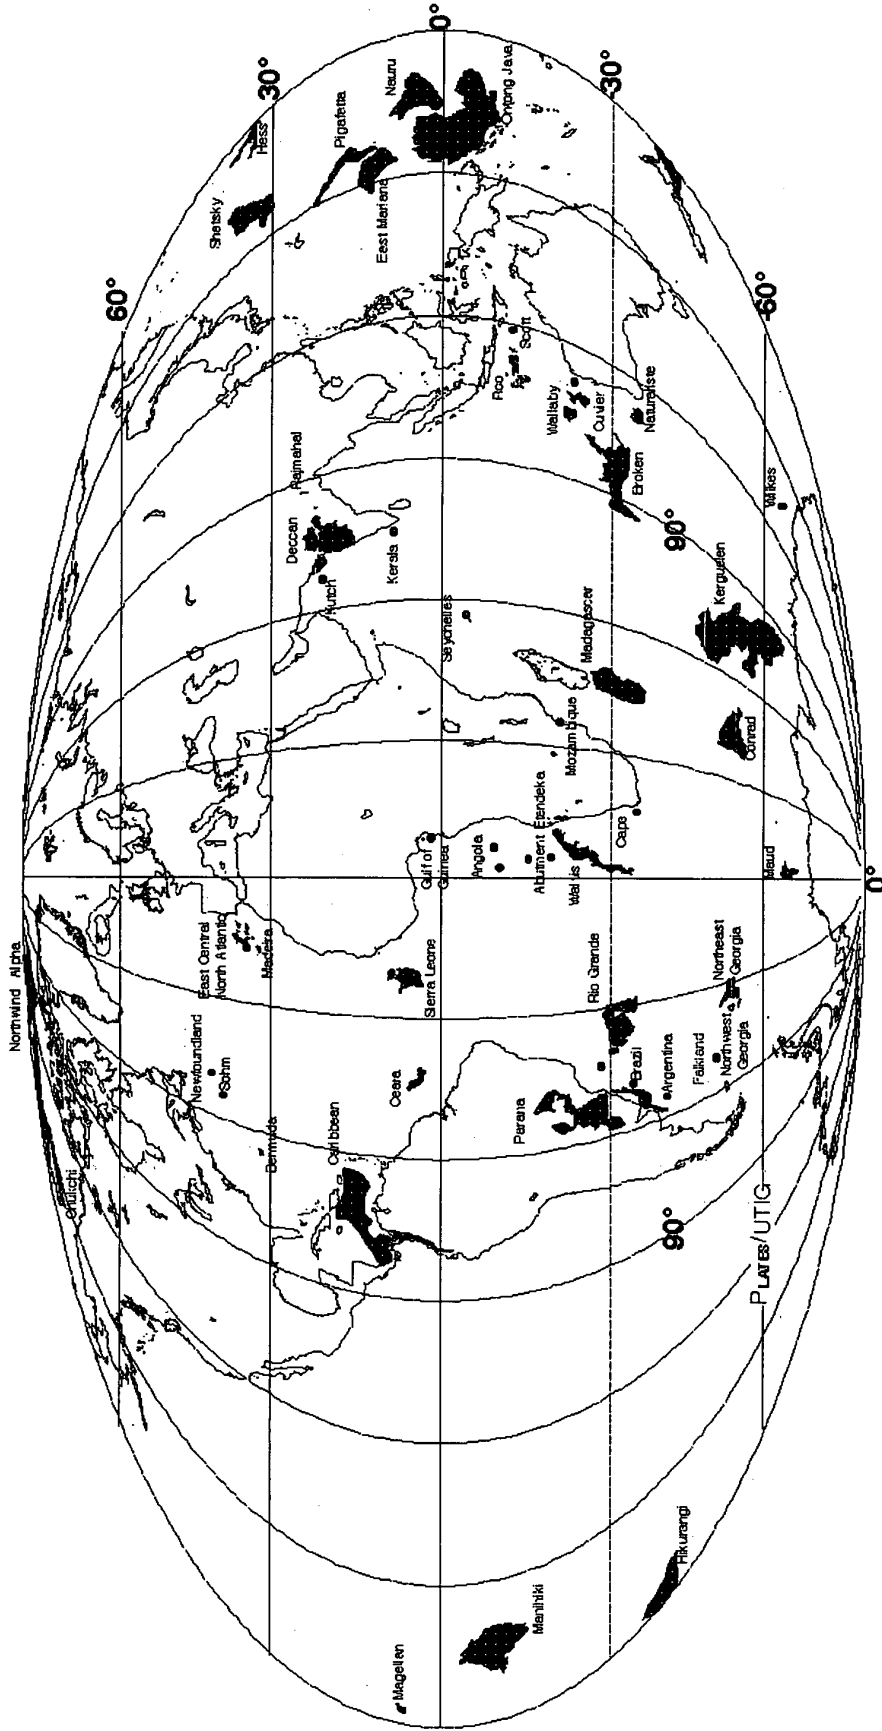 Northwind Alpha
Chukchi
60°
30°
0°
-30°
-60°
0°
90°
90°
Shatsky
Hess
Pigafetta
East Mariana
Nauru
Ontong Java
Newfoundland
Sohm
East Central
North Atlantic
Madeira
Bermuda
Caribbean
Ceara
Sierra Leone
Gulf of
Guinea
Deccan
Rajmahal
Kutch
Kerala
Seychelles
Roo
Scott
Wallaby
Cuvier
Naturaliste
Broken
Angola
Abutment
Etendeka
Walvis
Mozambique
Madagascar
Cape
Parana
Rio Grande
Brazil
Argentina
Falkland
Northwest
Georgia
Northeast
Georgia
Maud
Conrad
Kerguelen
Wilkes
Magellan
Manihiki
Hikurangi
PLATES/UTIG